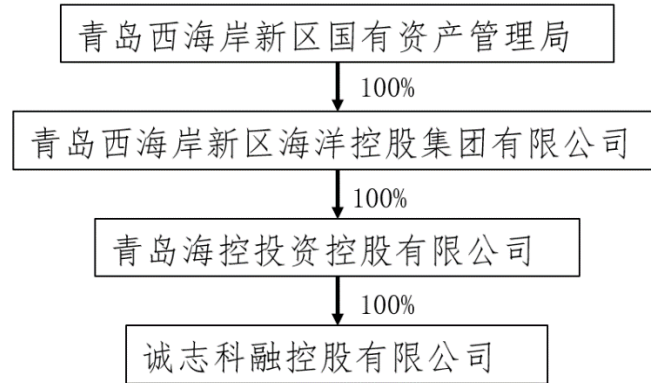 青岛西海岸新区国有资产管理局
100%
青岛西海岸新区海洋控股集团有限公司
100%
青岛海控投资控股有限公司
100%
诚志科融控股有限公司